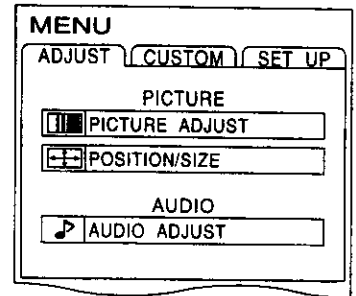 MENU
ADJUST CUSTOM SET UP
PICTURE
PICTURE ADJUST
POSITION/SIZE
AUDIO
AUDIO ADJUST